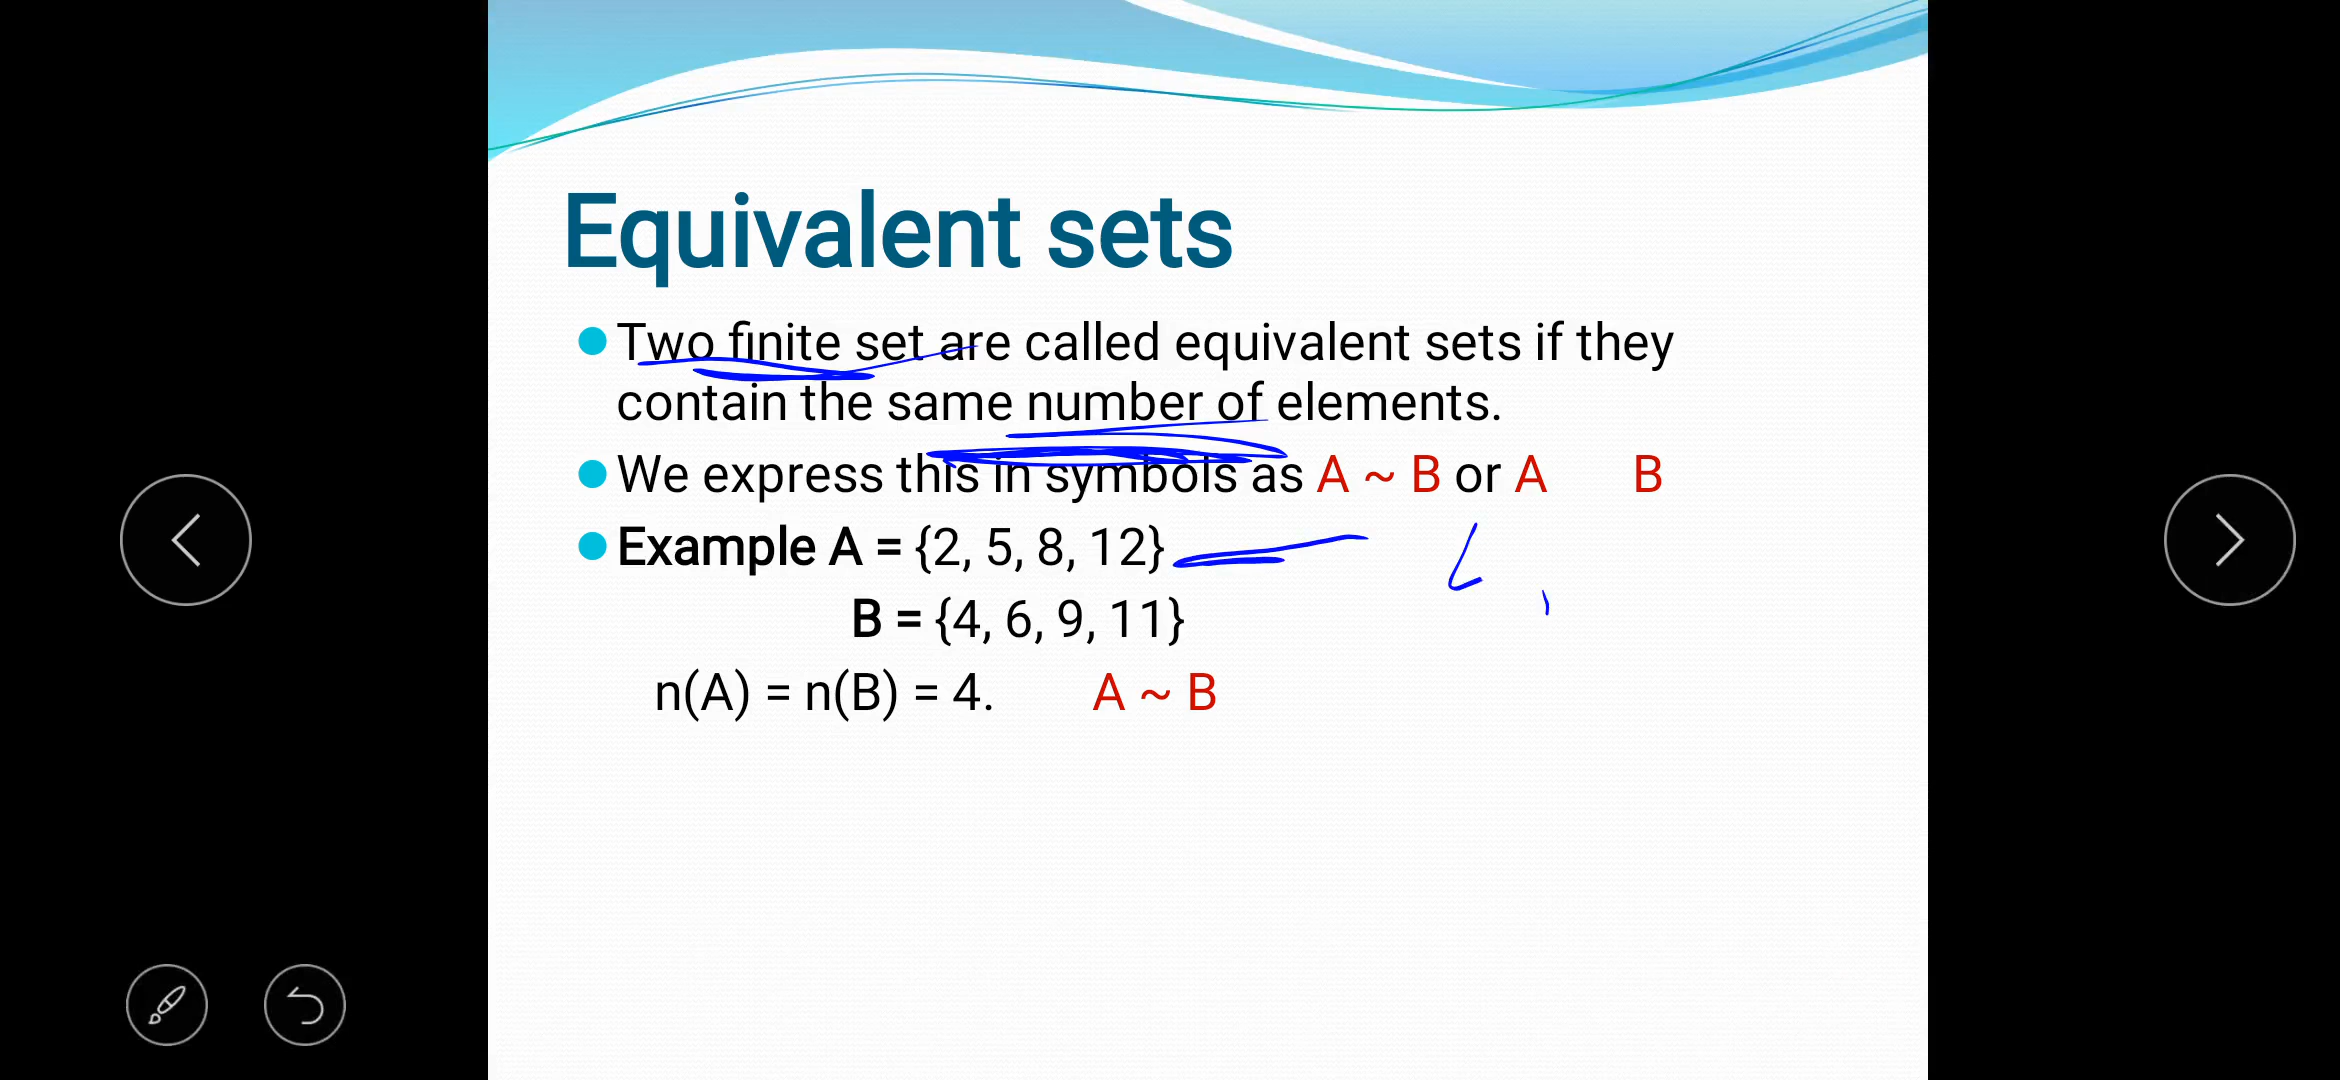 Equivalent sets
Two finite set are called equivalent sets if they
contain the same number of elements.
We express this in symbols as A ~ B or A B
Example A = {2, 5, 8, 12}
B = {4, 6, 9, 11}
n(A) = n(B) = 4. A ~ B